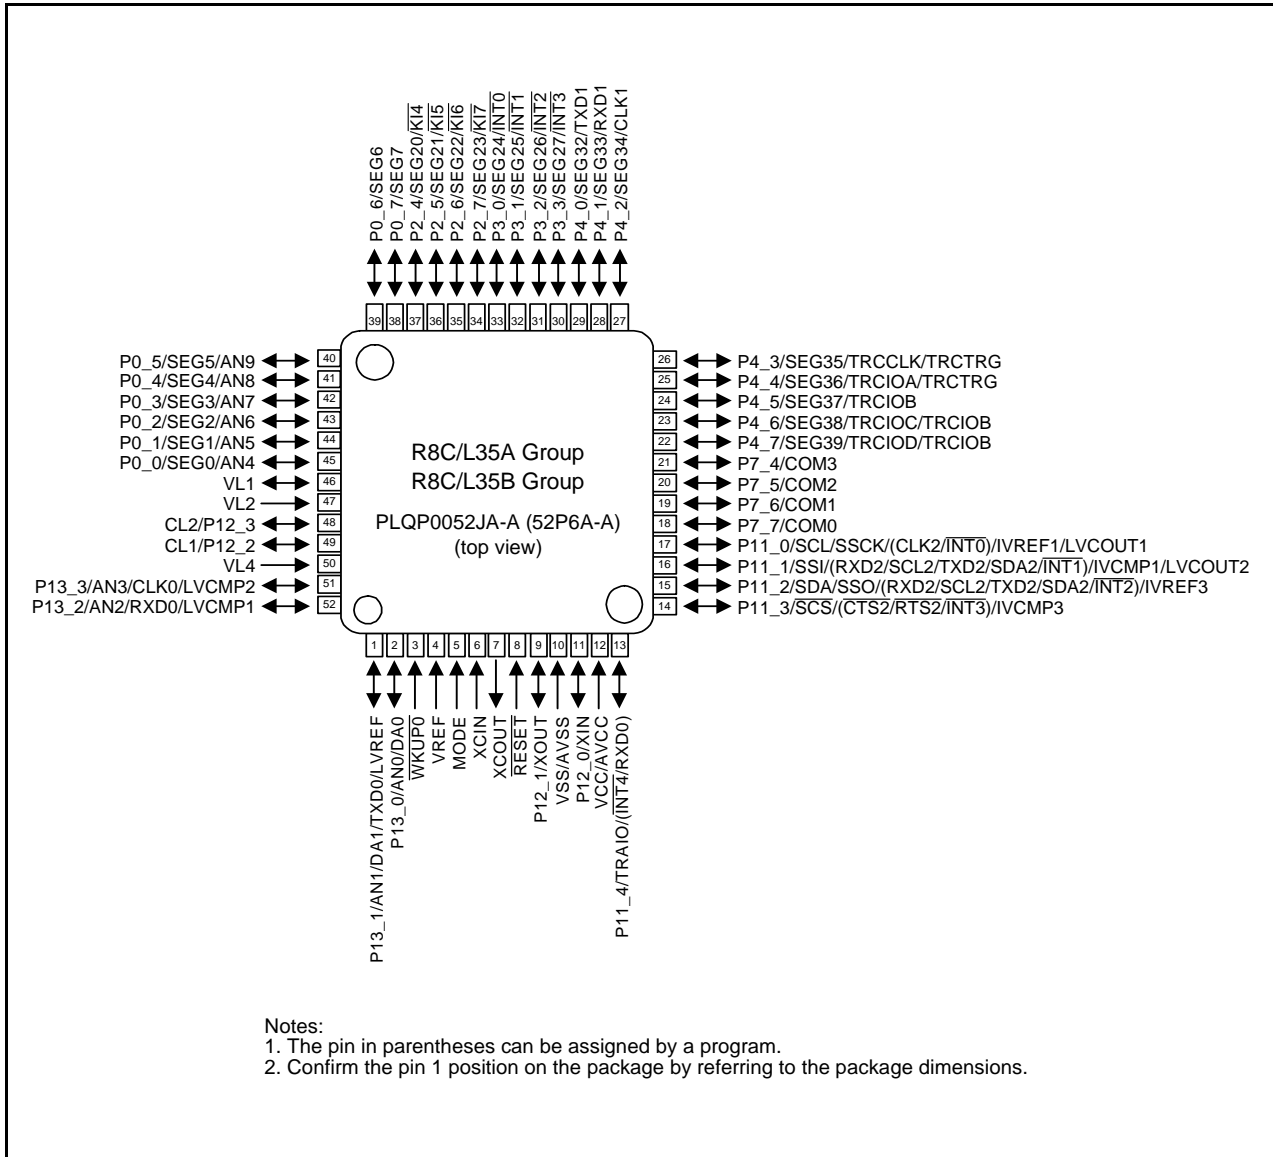 P0_6/SEG6
P0_7/SEG7
P2_4/SEG20/KI4
P2_5/SEG21/KI5
P2_6/SEG22/KI6
P2_7/SEG23/KI7
P3_0/SEG24/INT0
P3_1/SEG25/INT1
P3_2/SEG26/INT2
P3_3/SEG27/INT3
P4_0/SEG32/TXD1
P4_1/SEG33/RXD1
P4_2/SEG34/CLK1
39 38 37 36 35 34 33 32 31 30 29 28 27
P0_5/SEG5/AN9 40
P0_4/SEG4/AN8 41
P0_3/SEG3/AN7 42
P0_2/SEG2/AN6 43
P0_1/SEG1/AN5 44
P0_0/SEG0/AN4 45
VL1 46
VL2 47
CL2/P12_3 48
CL1/P12_2 49
VL4 50
P13_3/AN3/CLK0/LVCMP2 51
P13_2/AN2/RXD0/LVCMP1 52
R8C/L35A Group
R8C/L35B Group
PLQP0052JA-A (52P6A-A)
(top view)
26 P4_3/SEG35/TRCCLK/TRCTRG
25 P4_4/SEG36/TRCIOA/TRCTRG
24 P4_5/SEG37/TRCIOB
23 P4_6/SEG38/TRCIOC/TRCIOB
22 P4_7/SEG39/TRCIOD/TRCIOB
21 P7_4/COM3
20 P7_5/COM2
19 P7_6/COM1
18 P7_7/COM0
17 P11_0/SCL/SSCK/(CLK2/INT0)/IVREF1/LVCOUT1
16 P11_1/SSI/(RXD2/SCL2/TXD2/SDA2/INT1)/IVCMP1/LVCOUT2
15 P11_2/SDA/SSO/(RXD2/SCL2/TXD2/SDA2/INT2)/IVREF3
14 P11_3/SCS/(CTS2/RTS2/INT3)/IVCMP3
1 2 3 4 5 6 7 8 9 10 11 12 13
P13_1/AN1/DA1/TXD0/LVREF
P13_0/AN0/DA0
WKUP0
VREF
MODE
XCIN
XCOUT
RESET
P12_1/XOUT
VSS/AVSS
P12_0/XIN
VCC/AVCC
P11_4/TRAIO/(INT4/RXD0)
Notes:
1. The pin in parentheses can be assigned by a program.
2. Confirm the pin 1 position on the package by referring to the package dimensions.